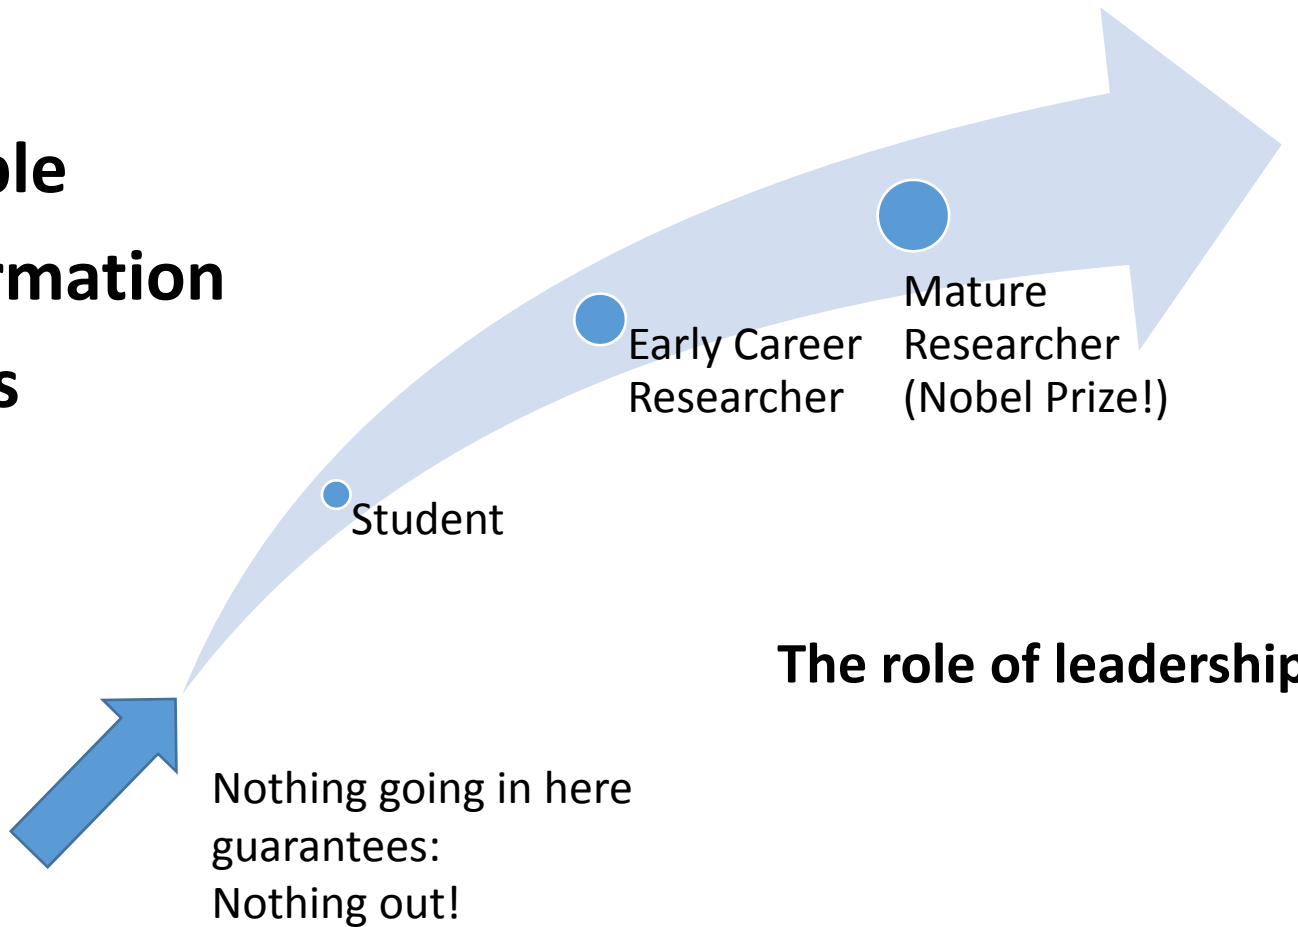 ple
rmation
s
Mature
Researcher
(Nobel Prize!)
Early Career
Researcher
Student
The role of leadership
Nothing going in here
guarantees:
Nothing out!